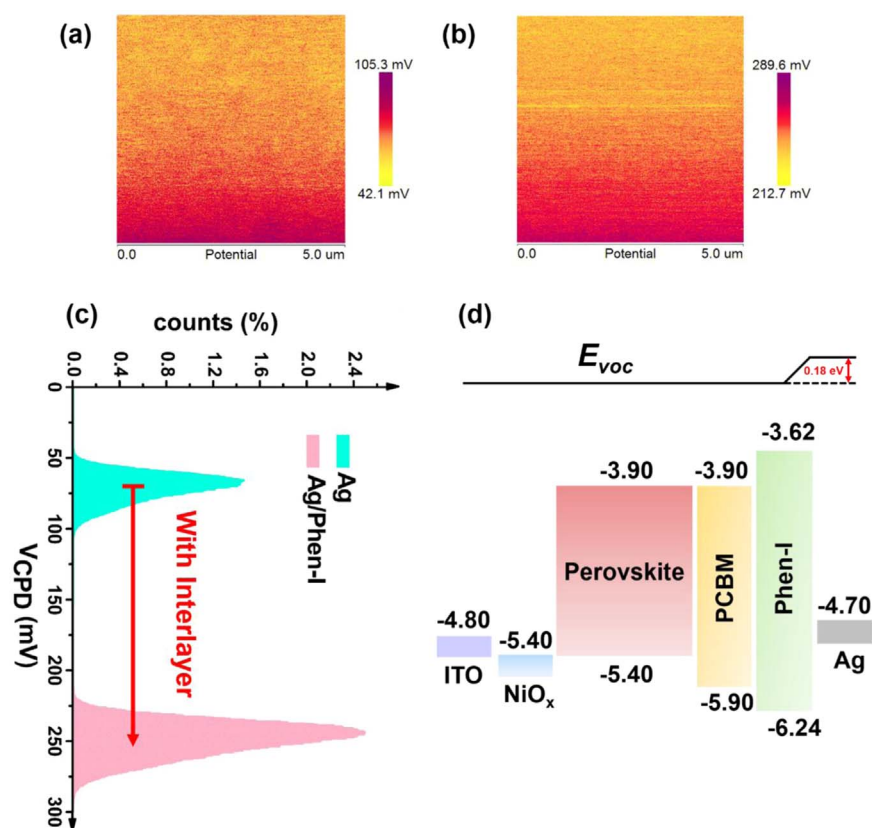 (a)
105.3 mV
42.1 mV
0.0 Potential 5.0 um
(b)
289.6 mV
212.7 mV
0.0 Potential 5.0 um
(c)
counts (%)
0.0 0.4 0.8 1.2 1.6 2.0 2.4
0
50
100
150
200
250
300
VCPD (mV)
Ag
Ag/Phen-I
With Interlayer
(d)
Evoc
0.18 eV
-3.62
-3.90 -3.90
Perovskite
PCBM
Phen-I
-4.80
-4.70
ITO
Ag
-5.40
NiOx
-5.40
-5.90
-6.24